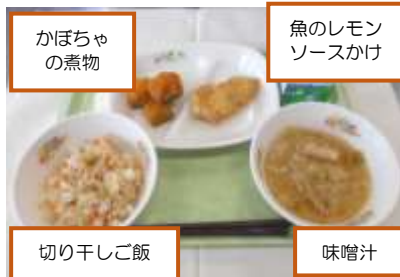 かぼちゃ
の煮物
魚のレモン
ソースかけ
切り干しご飯
味噌汁